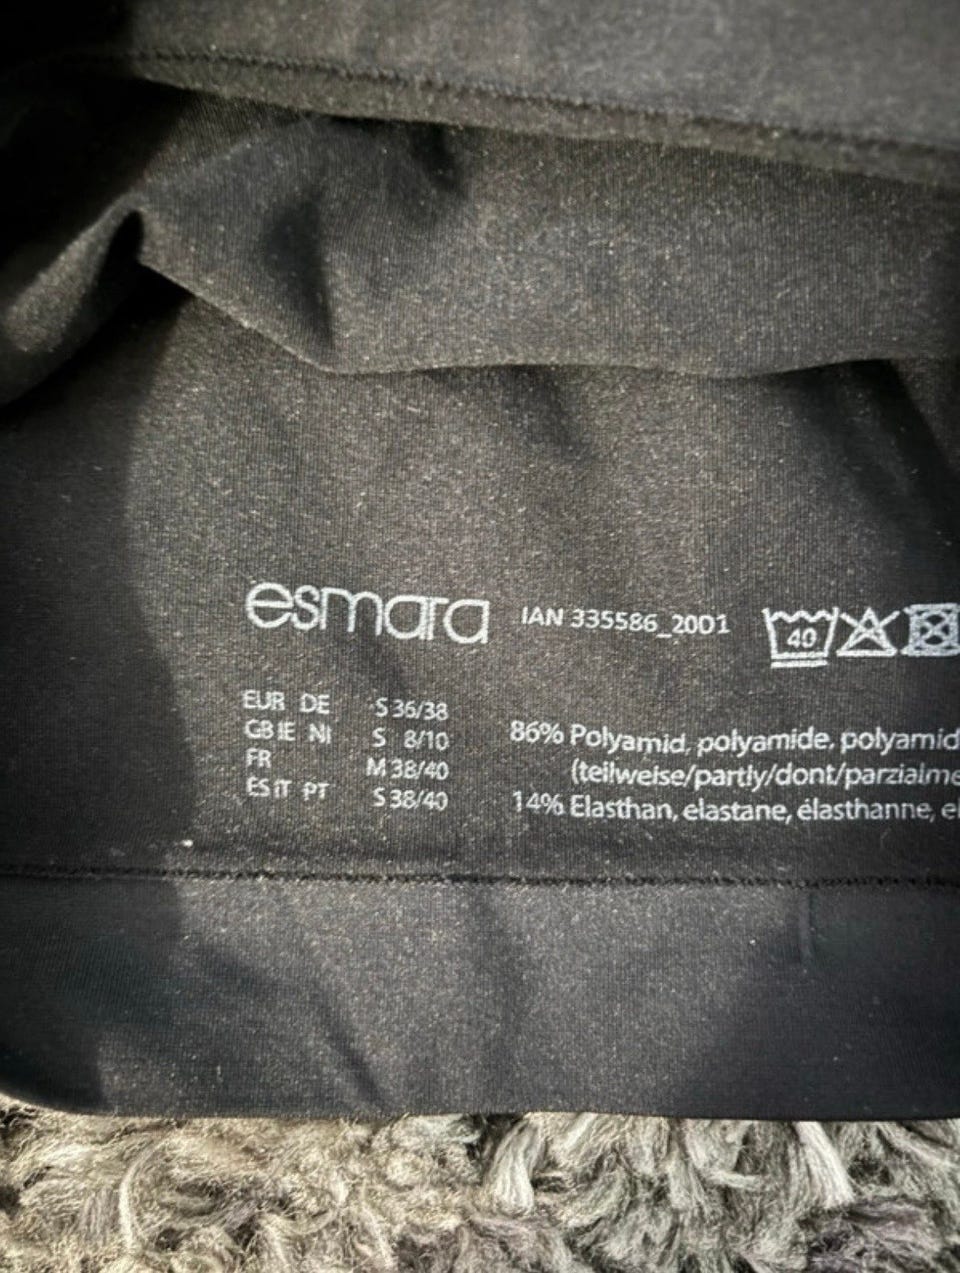 esmara IAN 335586_2001 40
EUR DE S 36/38
GB IE NI S 8/10
FR M 38/40
ES IT PT S 38/40
86% Polyamid, polyamide, polyamid
(teilweise/partly/dont/parzialme
14% Elasthan, elastane, élasthanne, el